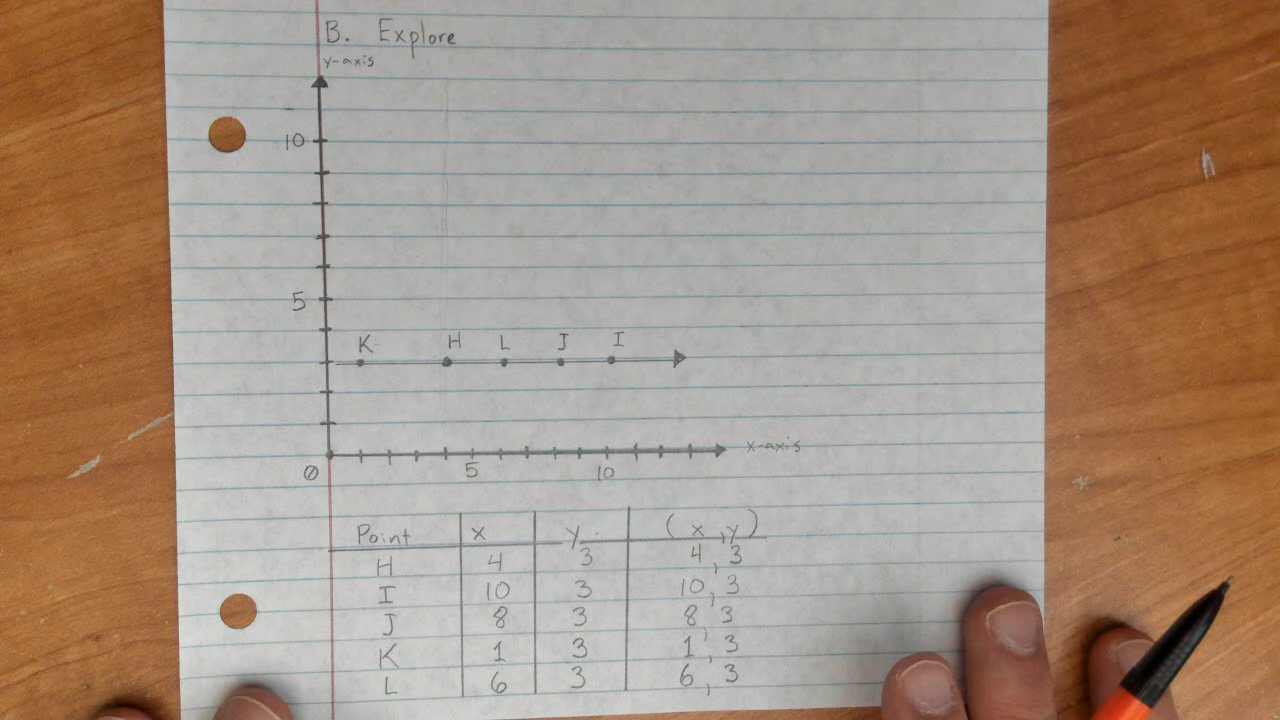 B. Explore
y-axis
10
5
K H L J I
x-axis
0 5 10
Point x y (x,y)
H 4 3 4,3
I 10 3 10,3
J 8 3 8,3
K 1 3 1,3
L 6 3 6,3